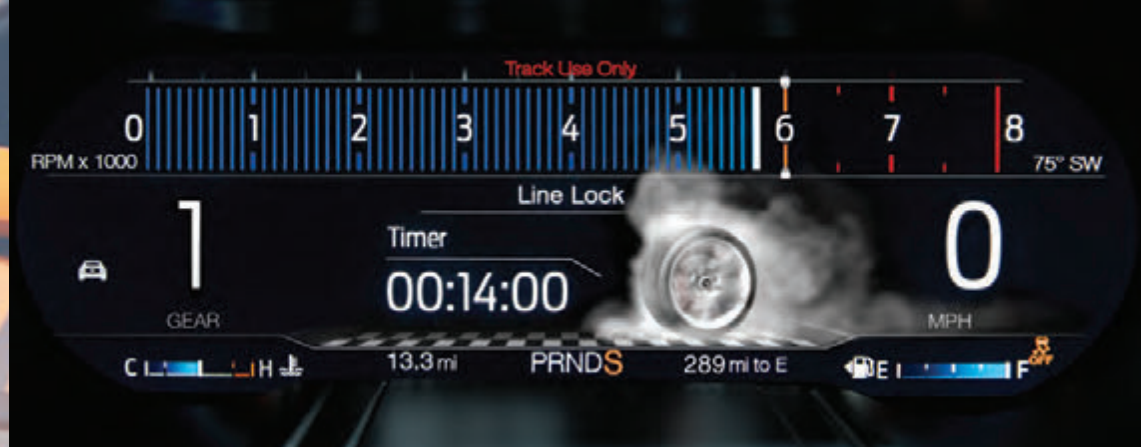 Track Use Only
0 1 2 3 4 5 6 7 8
RPM x 1000
75° SW
Line Lock
1
Timer
0
00:14:00
GEAR
MPH
C H
13.3 mi
PRNDS
289 mi to E
E F
OFF